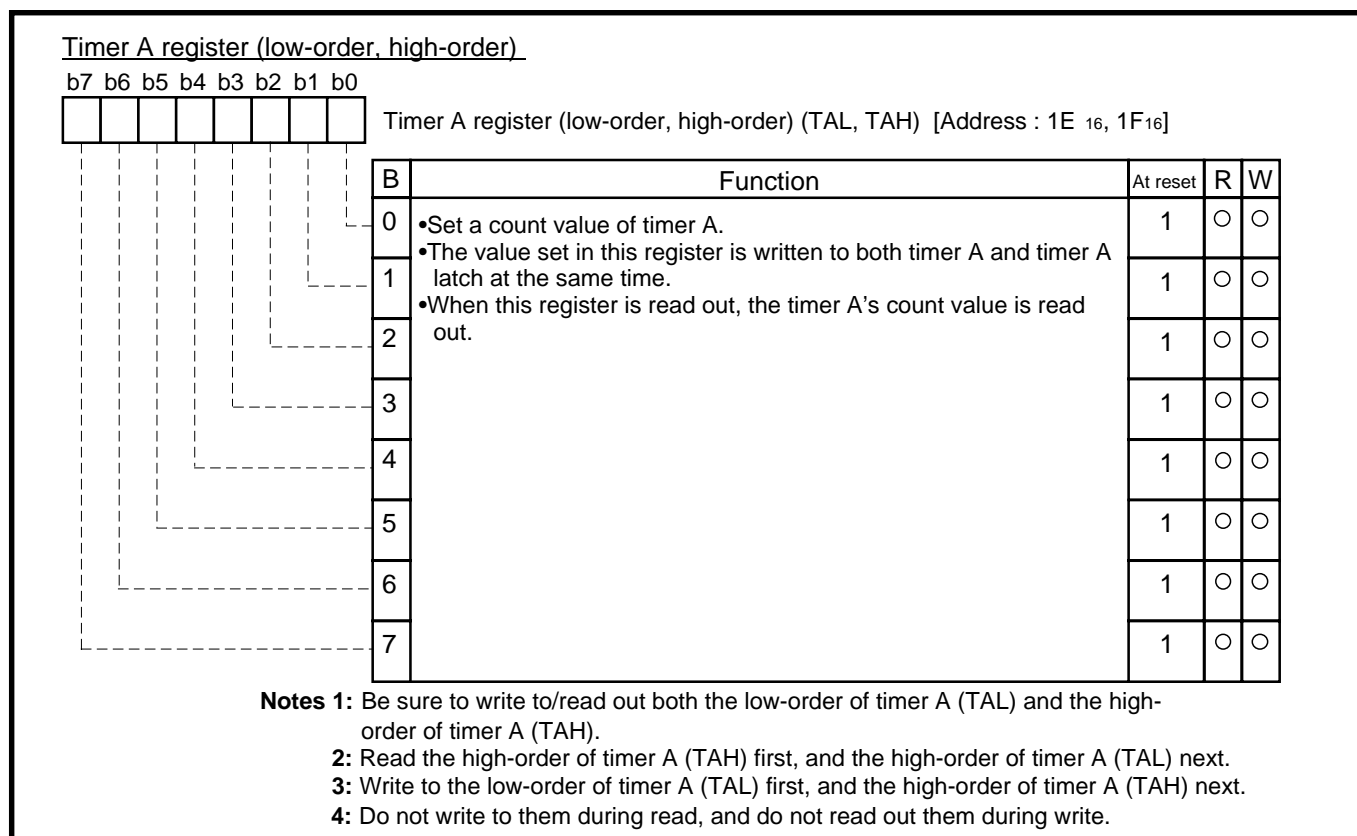 Timer A register (low-order, high-order)
b7 b6 b5 b4 b3 b2 b1 b0
Timer A register (low-order, high-order) (TAL, TAH) [Address : 1E 16, 1F16]
B Function At reset R W
0 •Set a count value of timer A. 1 ○ ○
•The value set in this register is written to both timer A and timer A
1 latch at the same time. 1 ○ ○
•When this register is read out, the timer A's count value is read
2 out. 1 ○ ○
3 1 ○ ○
4 1 ○ ○
5 1 ○ ○
6 1 ○ ○
7 1 ○ ○
Notes 1: Be sure to write to/read out both the low-order of timer A (TAL) and the high-
order of timer A (TAH).
2: Read the high-order of timer A (TAH) first, and the high-order of timer A (TAL) next.
3: Write to the low-order of timer A (TAL) first, and the high-order of timer A (TAH) next.
4: Do not write to them during read, and do not read out them during write.